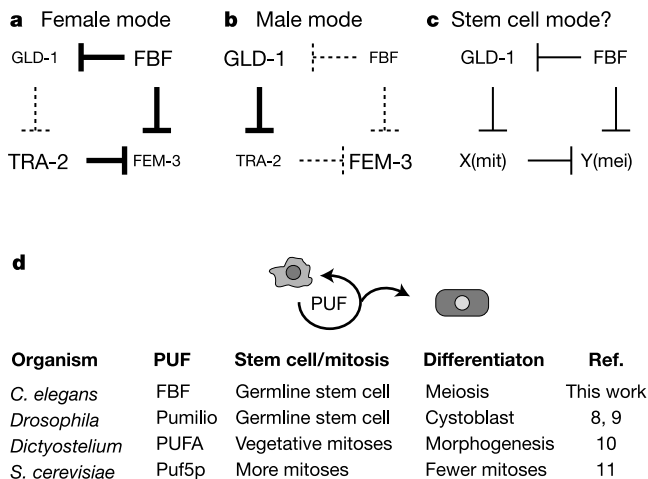 a Female mode b Male mode c Stem cell mode?
GLD-1 FBF GLD-1 FBF GLD-1 FBF
TRA-2 FEM-3 TRA-2 FEM-3 X(mit) Y(mei)
d
PUF
Organism PUF Stem cell/mitosis Differentiaton Ref.
C. elegans FBF Germline stem cell Meiosis This work
Drosophila Pumilio Germline stem cell Cystoblast 8, 9
Dictyostelium PUFA Vegetative mitoses Morphogenesis 10
S. cerevisiae Puf5p More mitoses Fewer mitoses 11